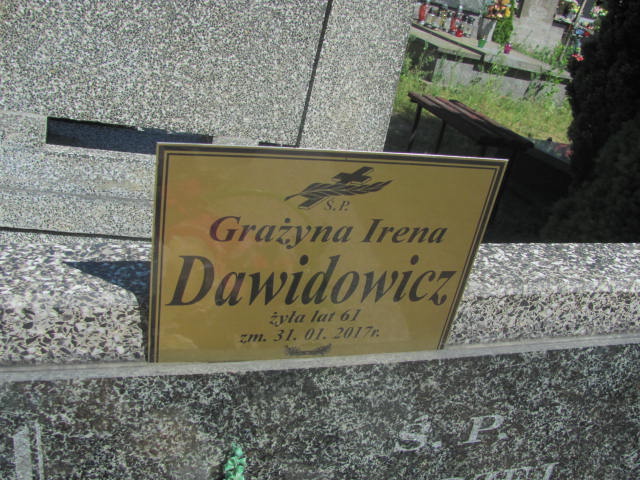 Ś.P.
Grażyna Irena
Dawidowicz
żyła lat 61
zm. 31. 01. 2017r.
Ś. P.